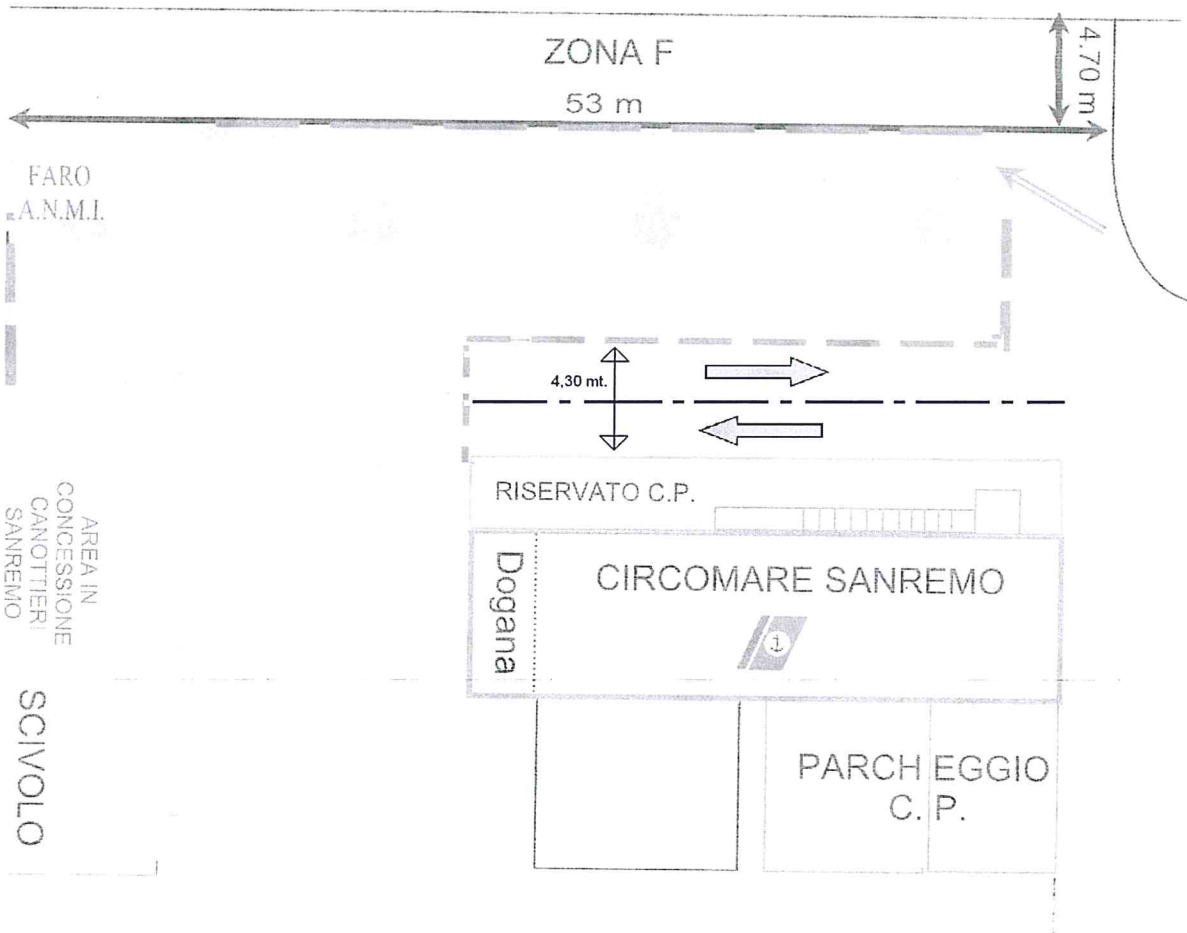 ZONA F
53 m
4.70 m
FARO
A.N.M.I.
4,30 mt.
RISERVATO C.P.
Dogana
CIRCOMARE SANREMO
AREA IN
CONCESSIONE
CANOTTIERI
SANREMO
SCIVOLO
PARCHEGGIO
C. P.